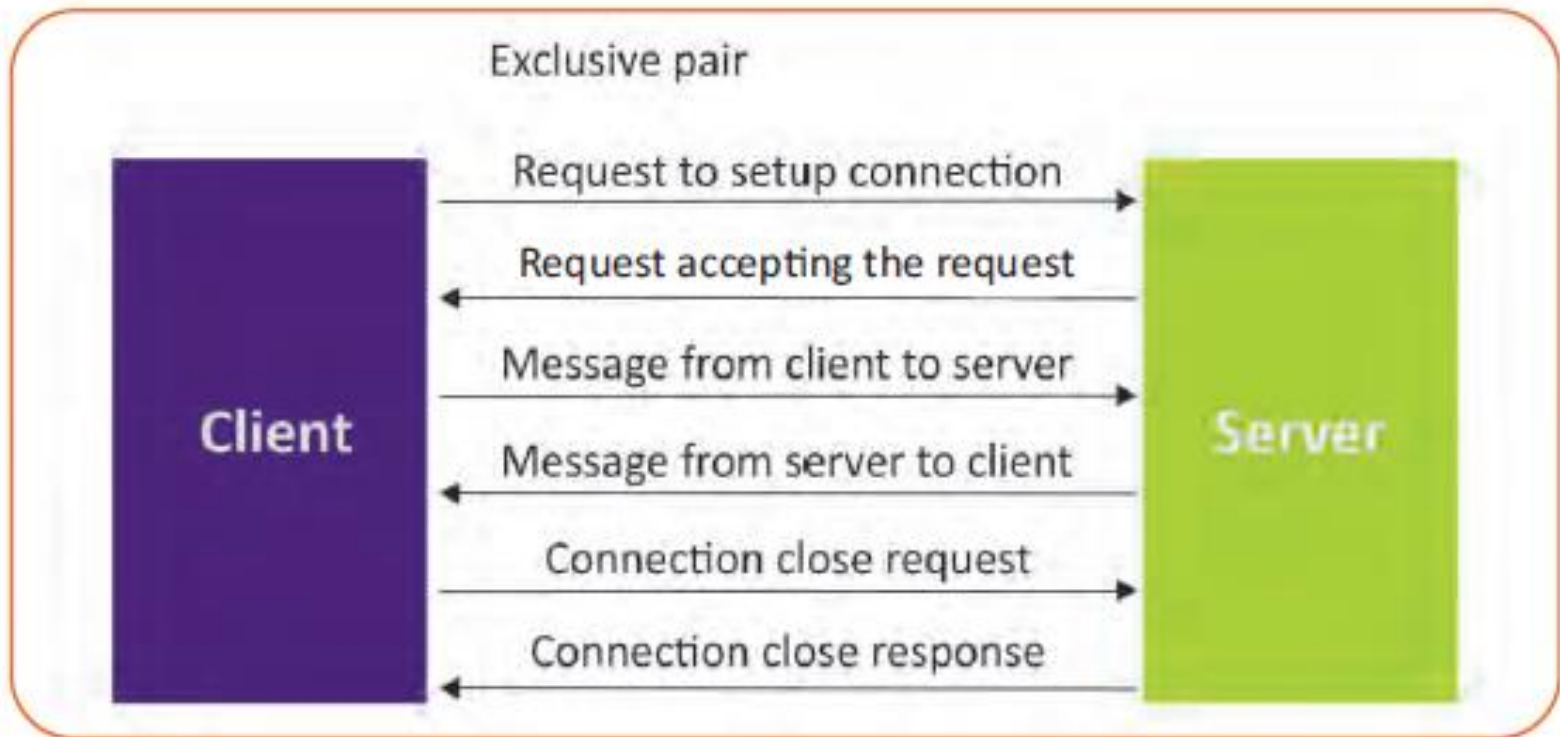 Exclusive pair
Request to setup connection
Request accepting the request
Message from client to server
Client
Server
Message from server to client
Connection close request
Connection close response